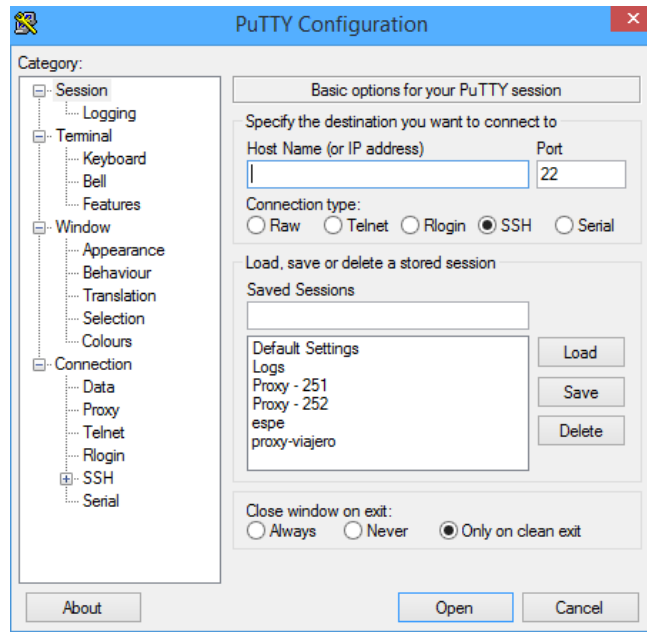 PuTTY Configuration
Category:
Session
Logging
Terminal
Keyboard
Bell
Features
Window
Appearance
Behaviour
Translation
Selection
Colours
Connection
Data
Proxy
Telnet
Rlogin
SSH
Serial
Basic options for your PuTTY session
Specify the destination you want to connect to
Host Name (or IP address) Port
22
Connection type:
Raw Telnet Rlogin SSH Serial
Load, save or delete a stored session
Saved Sessions
Default Settings
Logs
Proxy - 251
Proxy - 252
espe
proxy-viajero
Load
Save
Delete
Close window on exit:
Always Never Only on clean exit
About Open Cancel